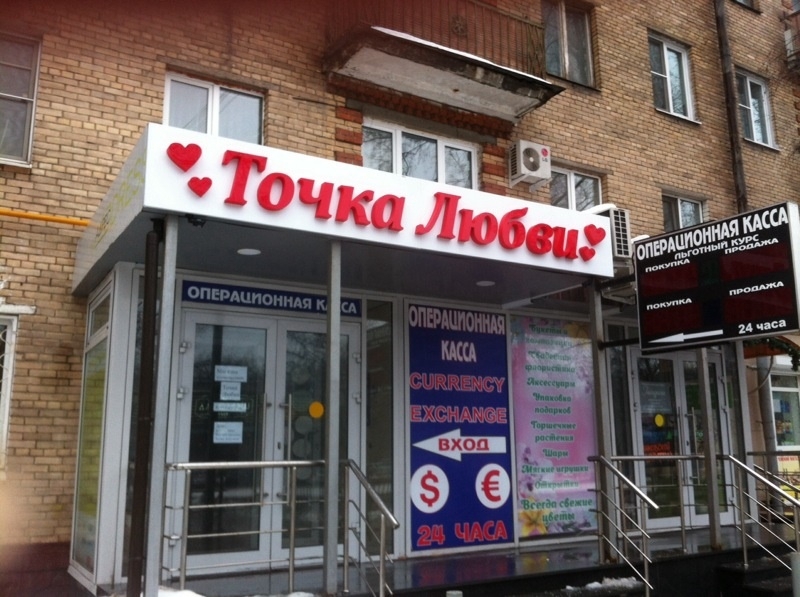 Точка Любви
ОПЕРАЦИОННАЯ КАССА
ОПЕРАЦИОННАЯ
КАССА
CURRENCY
EXCHANGE
ВХОД
$ €
24 ЧАСА
Аксессуары
Упаковка
подарков
Горшечные
растения
Шары
Мягкие игрушки
Открытки
Всегда свежие
цветы
ОПЕРАЦИОННАЯ КАССА
ЛЬГОТНЫЙ КУРС
ПОКУПКА ПРОДАЖА
ПОКУПКА ПРОДАЖА
24 часа